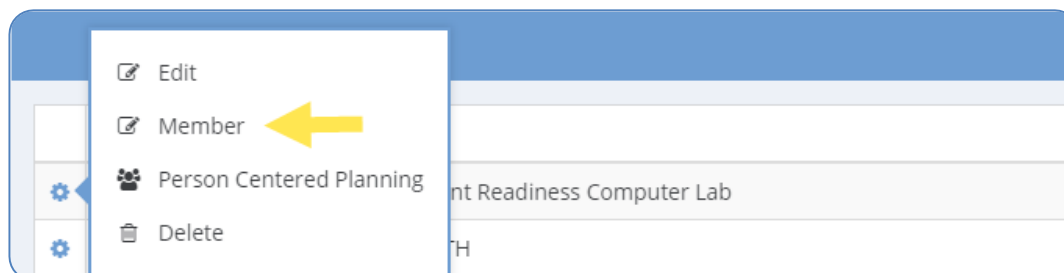 Edit
Member
Person Centered Planning
nt Readiness Computer Lab
Delete
TH